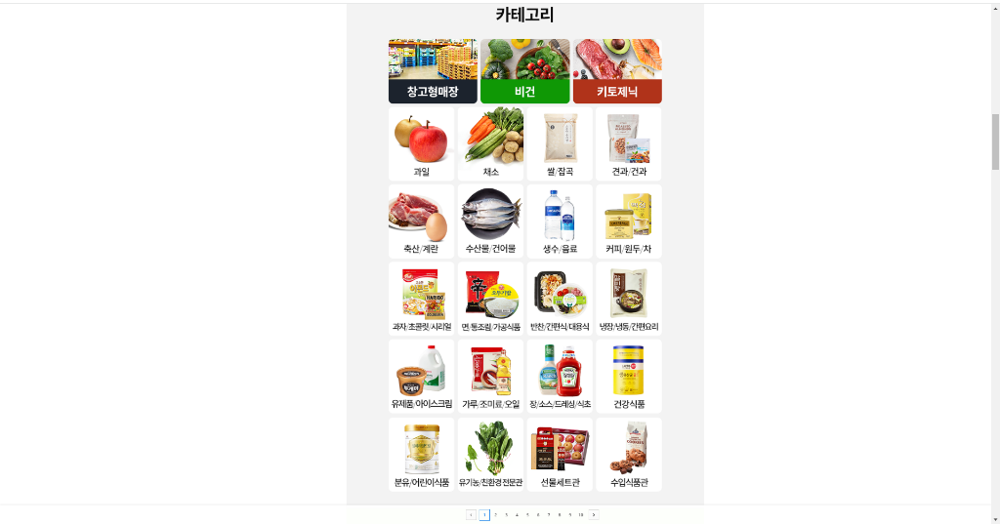 카테고리
창고형매장 비건 키토제닉
과일 채소 쌀/잡곡 견과/건과
축산/계란 수산물/건어물 생수/음료 커피/원두/차
과자/초콜릿/시리얼 면/통조림/가공식품 반찬/간편식/대용식 냉장/냉동/간편요리
유제품/아이스크림 가루/조미료/오일 장/소스/드레싱/식초 건강식품
분유/어린이식품 유기농/친환경 전문관 선물세트관 수입식품관
1 2 3 4 5 6 7 8 9 10